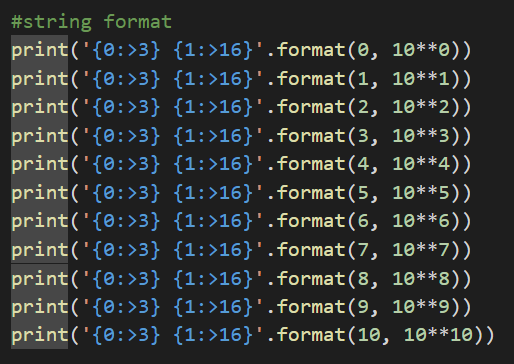 #string format
print('{0:>3} {1:>16}'.format(0, 10**0))
print('{0:>3} {1:>16}'.format(1, 10**1))
print('{0:>3} {1:>16}'.format(2, 10**2))
print('{0:>3} {1:>16}'.format(3, 10**3))
print('{0:>3} {1:>16}'.format(4, 10**4))
print('{0:>3} {1:>16}'.format(5, 10**5))
print('{0:>3} {1:>16}'.format(6, 10**6))
print('{0:>3} {1:>16}'.format(7, 10**7))
print('{0:>3} {1:>16}'.format(8, 10**8))
print('{0:>3} {1:>16}'.format(9, 10**9))
print('{0:>3} {1:>16}'.format(10, 10**10))